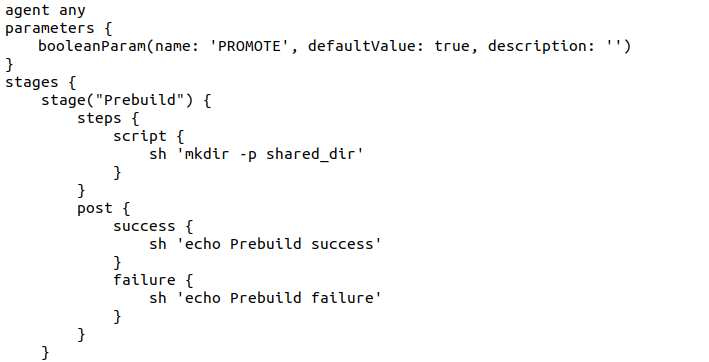 agent any
parameters {
    booleanParam(name: 'PROMOTE', defaultValue: true, description: '')
}
stages {
    stage("Prebuild") {
        steps {
            script {
                sh 'mkdir -p shared_dir'
            }
        }
        post {
            success {
                sh 'echo Prebuild success'
            }
            failure {
                sh 'echo Prebuild failure'
            }
        }
    }